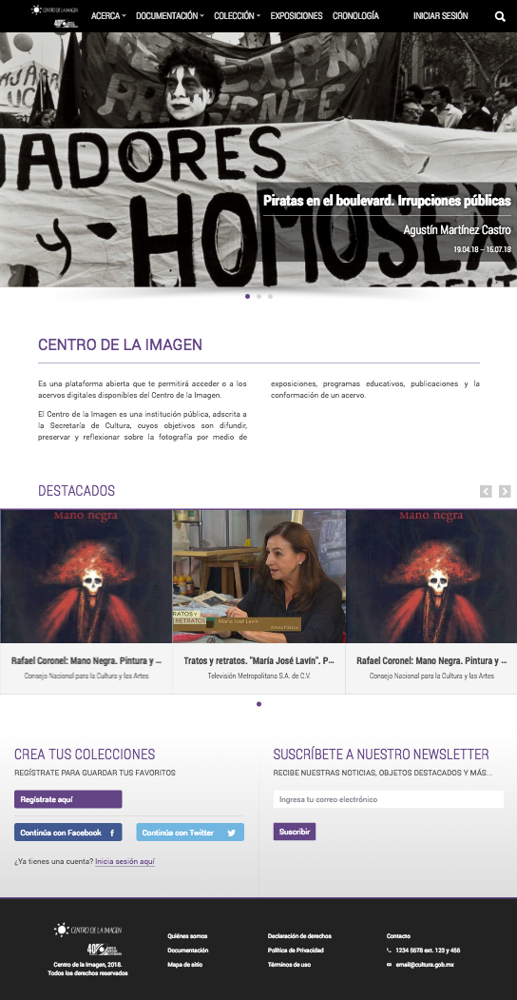 CENTRO DE LA IMAGEN
ACERCA DOCUMENTACIÓN COLECCIÓN EXPOSICIONES CRONOLOGÍA INICIAR SESIÓN
JADORES
y-HOMOSEX
Piratas en el boulevard. Irrupciones públicas
Agustín Martínez Castro
19.04.18 – 15.07.18
CENTRO DE LA IMAGEN
Es una plataforma abierta que te permitirá acceder o a los
acervos digitales disponibles del Centro de la Imagen.
El Centro de la Imagen es una institución pública, adscrita a
la Secretaría de Cultura, cuyos objetivos son difundir,
preservar y reflexionar sobre la fotografía por medio de
exposiciones, programas educativos, publicaciones y la
conformación de un acervo.
DESTACADOS
Mano negra
RATOS Y
RETRATOS
María José Lavín
Artista Plástica
Mano negra
Rafael Coronel: Mano Negra. Pintura y ...
Consejo Nacional para la Cultura y las Artes
Tratos y retratos. "María José Lavín". P...
Televisión Metropolitana S.A. de C.V.
Rafael Coronel: Mano Negra. Pintura y ...
Consejo Nacional para la Cultura y las Artes
CREA TUS COLECCIONES
REGÍSTRATE PARA GUARDAR TUS FAVORITOS
Regístrate aquí
Continúa con Facebook
Continúa con Twitter
¿Ya tienes una cuenta? Inicia sesión aquí
SUSCRÍBETE A NUESTRO NEWSLETTER
RECIBE NUESTRAS NOTICIAS, OBJETOS DESTACADOS Y MÁS...
Ingresa tu correo electrónico
Suscribir
CENTRO DE LA IMAGEN
Centro de la Imagen, 2018.
Todos los derechos reservados
Quiénes somos
Documentación
Mapa de sitio
Declaración de derechos
Política de Privacidad
Términos de uso
Contacto
1234 5678 ext. 123 y 456
email@cultura.gob.mx